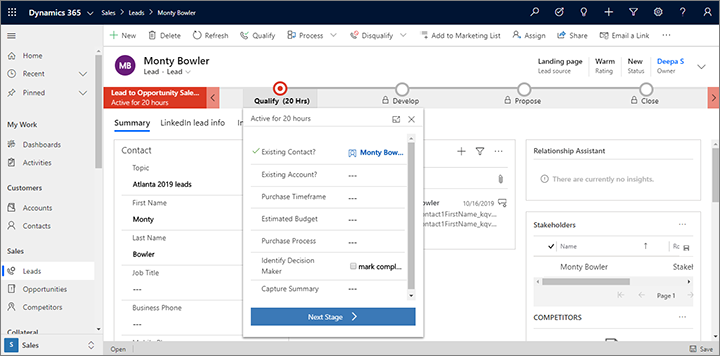 Dynamics 365
Sales > Leads > Monty Bowler
New
Delete
Refresh
Qualify
Process
Disqualify
Add to Marketing List
Assign
Share
Email a Link
Home
Recent
Pinned
My Work
Dashboards
Activities
Customers
Accounts
Contacts
Sales
Leads
Opportunities
Competitors
Collateral
S Sales
MB
Monty Bowler
Lead · Lead
Landing page
Lead source
Warm
Rating
New
Status
Deepa S
Owner
Lead to Opportunity Sale...
Active for 20 hours
Qualify (20 Hrs)
Develop
Propose
Close
Summary
LinkedIn lead info
In
Contact
Topic
Atlanta 2019 leads
First Name
Monty
Last Name
Bowler
Job Title
---
Business Phone
---
Active for 20 hours
Existing Contact?
Monty Bow...
Existing Account?
---
Purchase Timeframe
---
Estimated Budget
---
Purchase Process
---
Identify Decision Maker
mark compl...
Capture Summary
---
Next Stage
owler
10/16/2019
ontact1FirstName_kqv...
ontact1FirstName_kqv...
Relationship Assistant
There are currently no insights.
Stakeholders
Name
Rc
Monty Bowler
Stakel
Page 1
COMPETITORS
Open
Save